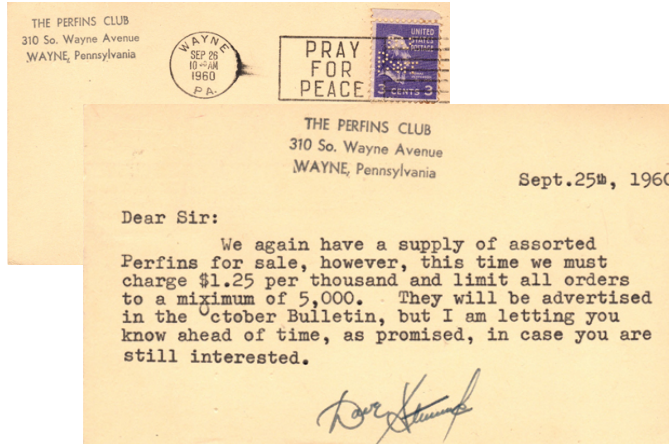 THE PERFINS CLUB
310 So. Wayne Avenue
WAYNE, Pennsylvania
WAYNE
SEP 26
10 AM
1960
PA.
PRAY
FOR
PEACE
UNITED
STATES
POSTAGE
3 CENTS 3
THE PERFINS CLUB
310 So. Wayne Avenue
WAYNE, Pennsylvania
Sept.25th, 1960
Dear Sir:
We again have a supply of assorted
Perfins for sale, however, this time we must
charge $1.25 per thousand and limit all orders
to a miximum of 5,000. They will be advertised
in the October Bulletin, but I am letting you
know ahead of time, as promised, in case you are
still interested.
Dave